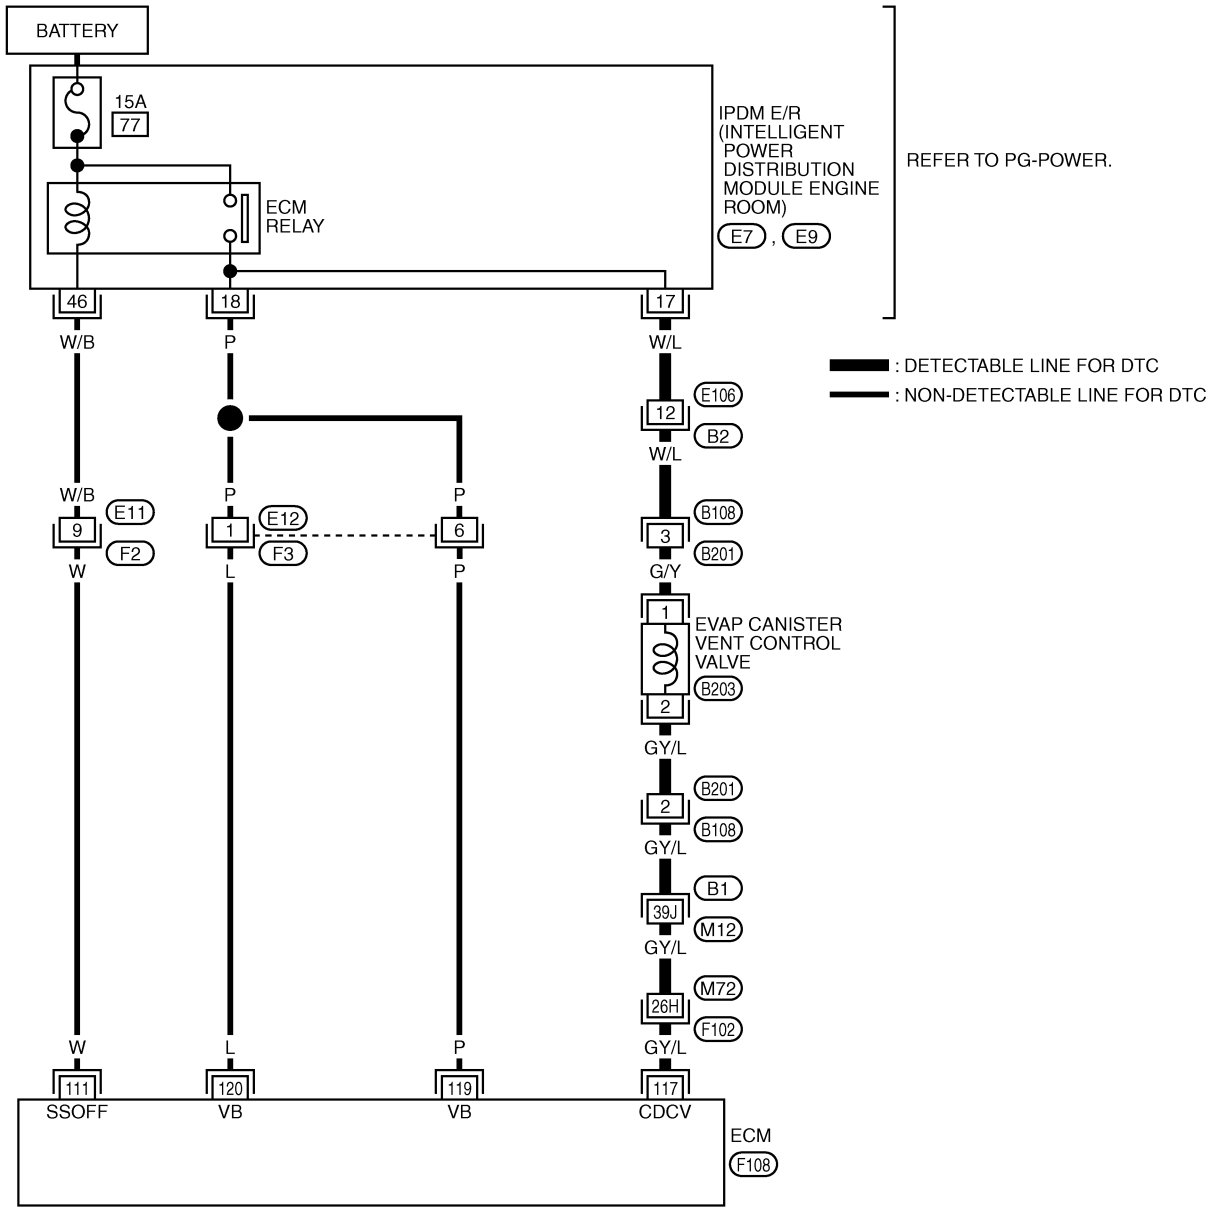 BATTERY
15A
77
IPDM E/R
(INTELLIGENT
POWER
DISTRIBUTION
MODULE ENGINE
ROOM)
E7 , E9
REFER TO PG-POWER.
ECM
RELAY
46 18 17
W/B P W/L
: DETECTABLE LINE FOR DTC
: NON-DETECTABLE LINE FOR DTC
E106
12
B2
W/L
W/B P P
E11 E12 B108
9 1 6 3
F2 F3 B201
W L P G/Y
1
EVAP CANISTER
VENT CONTROL
VALVE
B203
2
GY/L
B201
2
B108
GY/L
B1
39J
M12
GY/L
M72
26H
F102
W L P GY/L
111 120 119 117
SSOFF VB VB CDCV
ECM
F108